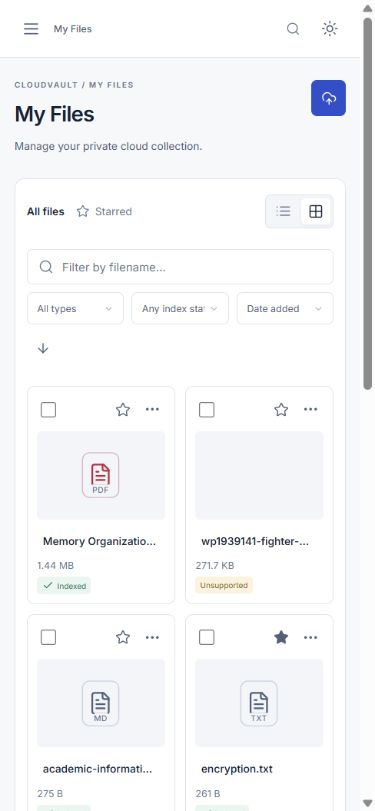 My Files
CLOUDVAULT / MY FILES
My Files
Manage your private cloud collection.
All files Starred
Filter by filename...
All types Any index sta Date added
PDF
Memory Organizatio... wp1939141-fighter-...
1.44 MB 271.7 KB
Indexed Unsupported
MD TXT
academic-informati... encryption.txt
275 B 261 B